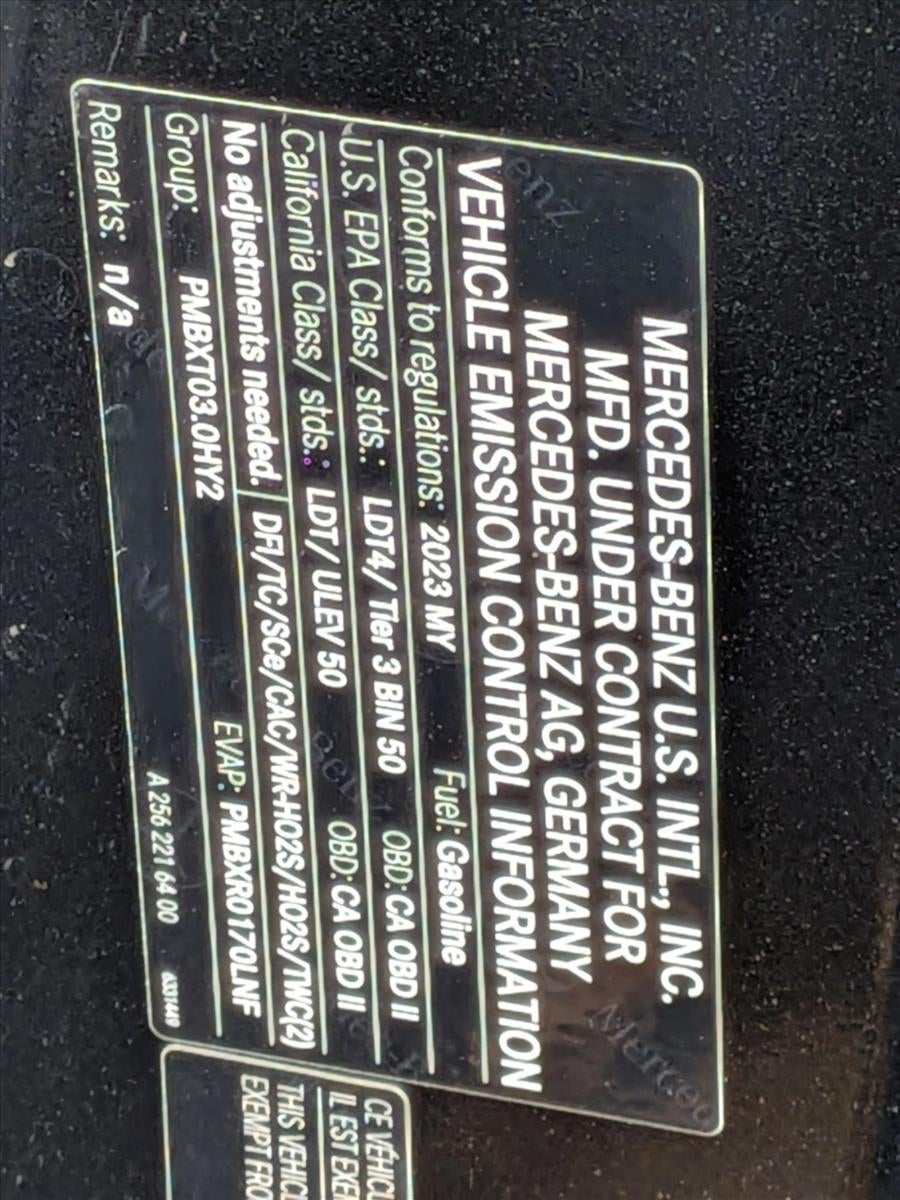 MERCEDES-BENZ U.S. INTL., INC.
MFD. UNDER CONTRACT FOR
MERCEDES-BENZ AG, GERMANY
VEHICLE EMISSION CONTROL INFORMATION
Conforms to regulations: 2023 MY Fuel: Gasoline
U.S. EPA Class/ stds.: LDT4/ Tier 3 BIN 50 OBD: CA OBD II
California Class/ stds.: LDT/ ULEV 50 OBD: CA OBD II
No adjustments needed. DFI/TC/SCe/CAC/WR-HO2S/HO2S/TWC(2)
Group: PMBXT03.0HY2 EVAP: PMBXR0170LNF
Remarks: n/a
A 256 221 64 00
CE VÉHICU
IL EST EXE
THIS VEHICL
EXEMPT FRO